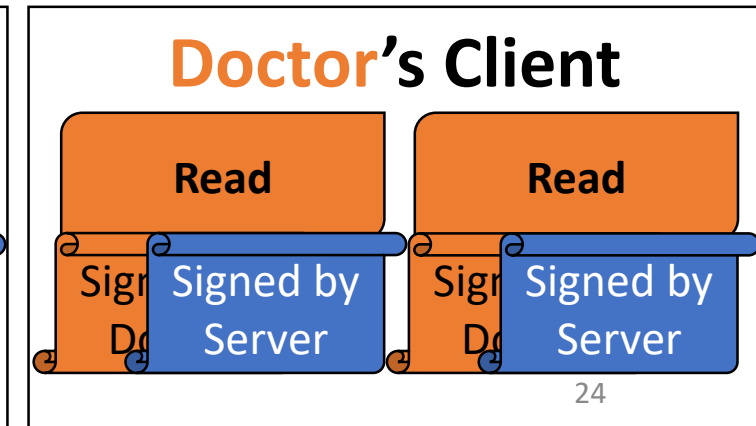 Doctor's Client
Read Read
Signed by Signed by
Server Server
24